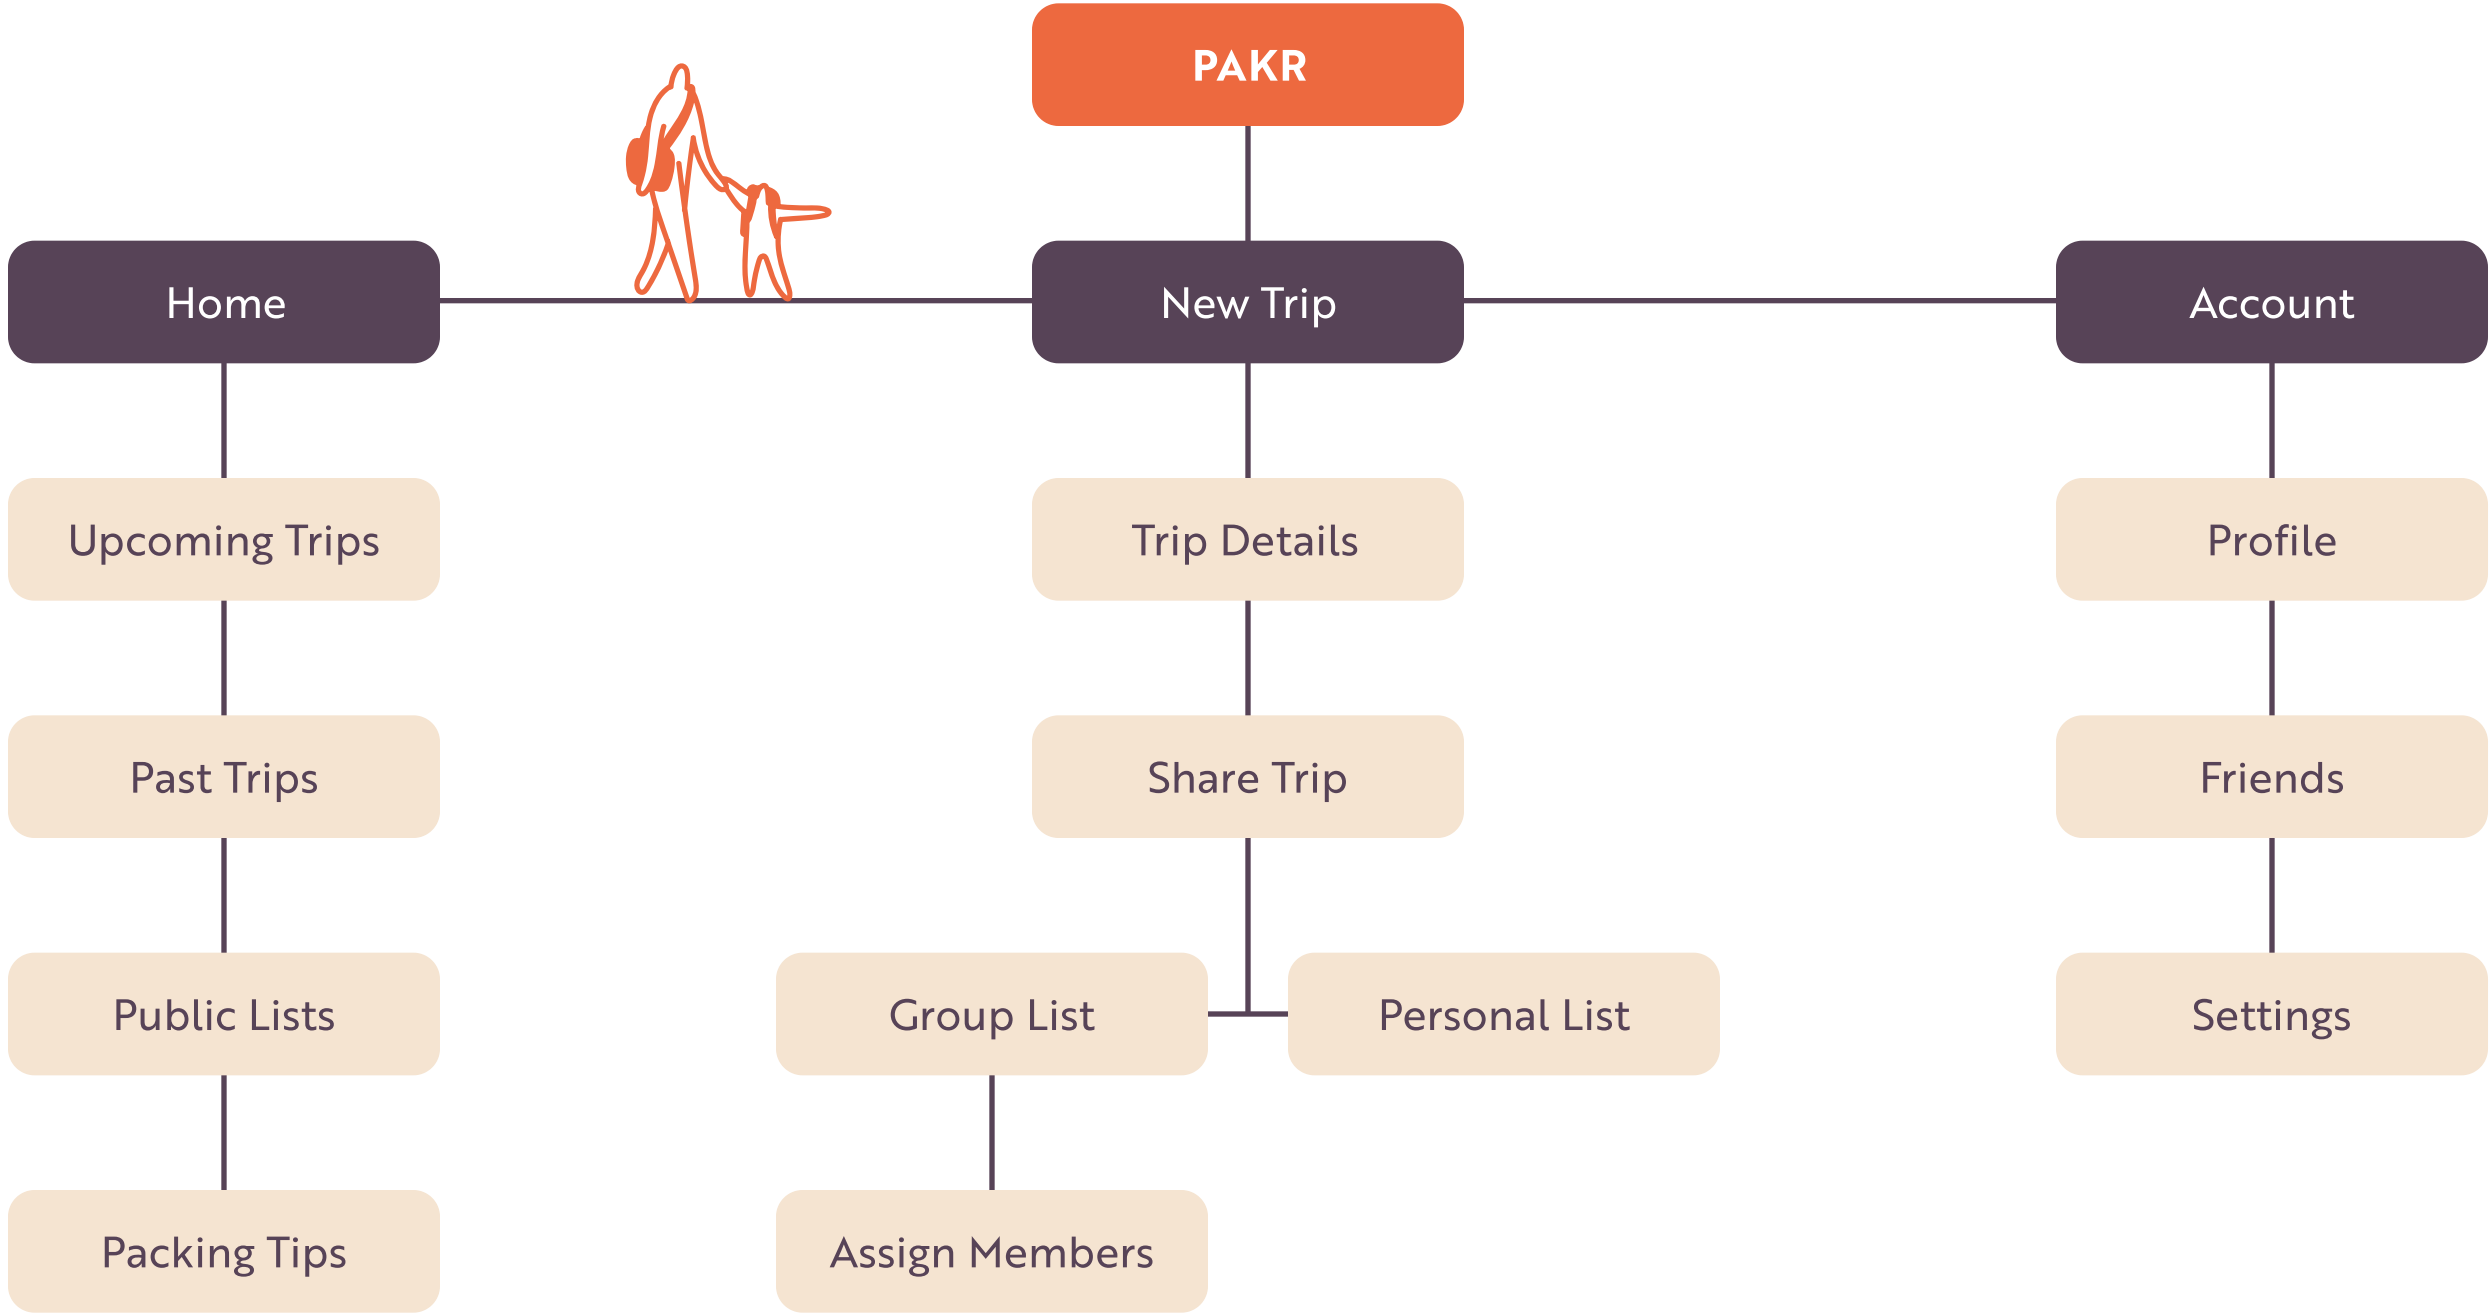 PAKR
Home
New Trip
Account
Upcoming Trips
Trip Details
Profile
Past Trips
Share Trip
Friends
Public Lists
Group List
Personal List
Settings
Packing Tips
Assign Members